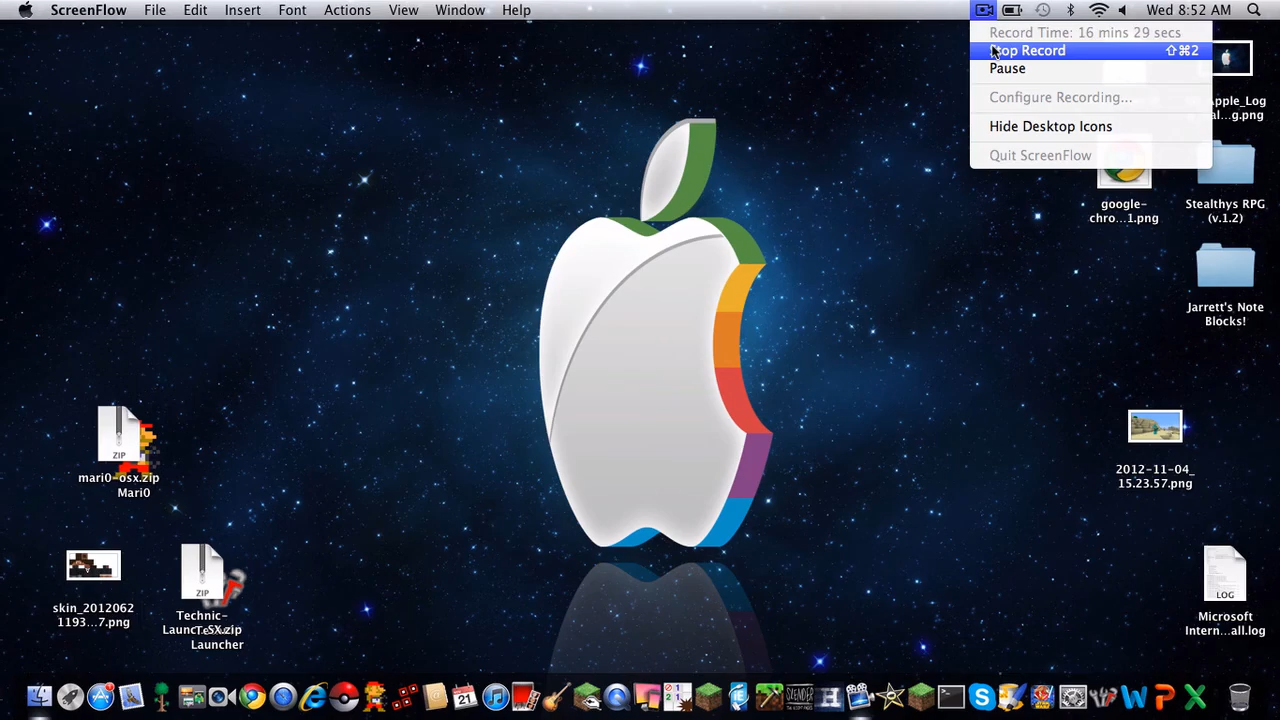 ScreenFlow File Edit Insert Font Actions View Window Help Wed 8:52 AM
Record Time: 16 mins 29 secs
Stop Record ⇧⌘2
Pause
Configure Recording...
Hide Desktop Icons
Quit ScreenFlow
google-
chro...1.png
Stealthys RPG
(v.1.2)
Jarrett's Note
Blocks!
ZIP
mari0-osx.zip
Mari0
2012-11-04_
15.23.57.png
skin_2012062
1193...7.png
ZIP
Technic-
Launcher
LOG
Microsoft
Intern...all.log
21
SLENDER